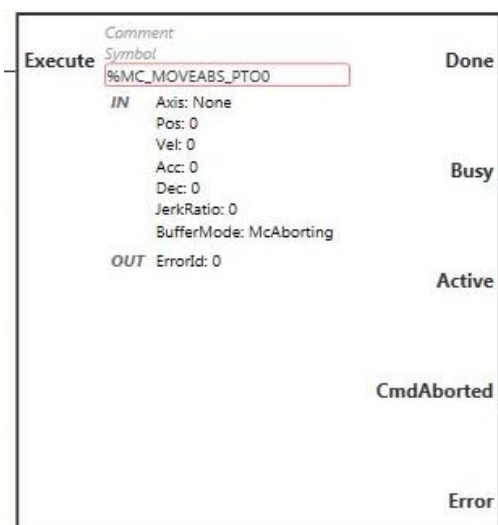 Comment
Execute Symbol Done
%MC_MOVEABS_PTO0
IN Axis: None
Pos: 0
Vel: 0
Acc: 0
Busy
Dec: 0
JerkRatio: 0
BufferMode: McAborting
OUT ErrorId: 0
Active
CmdAborted
Error